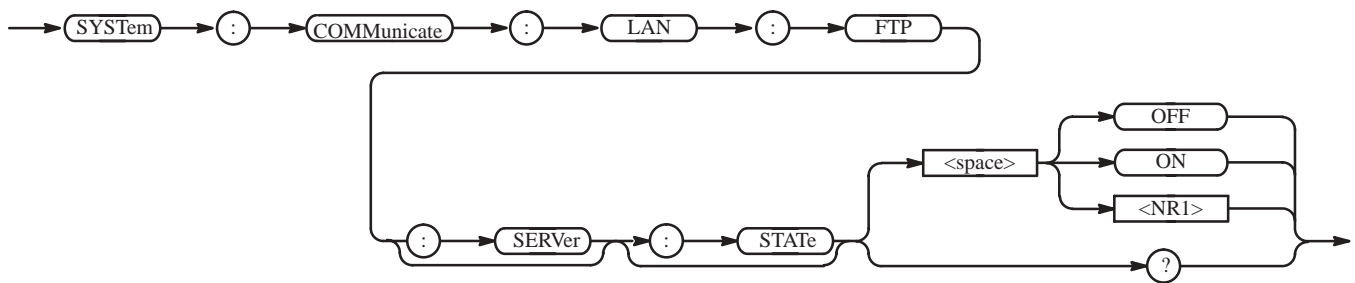 SYSTem : COMMunicate : LAN : FTP
OFF
<space> ON
<NR1>
: SERVer : STATe
?